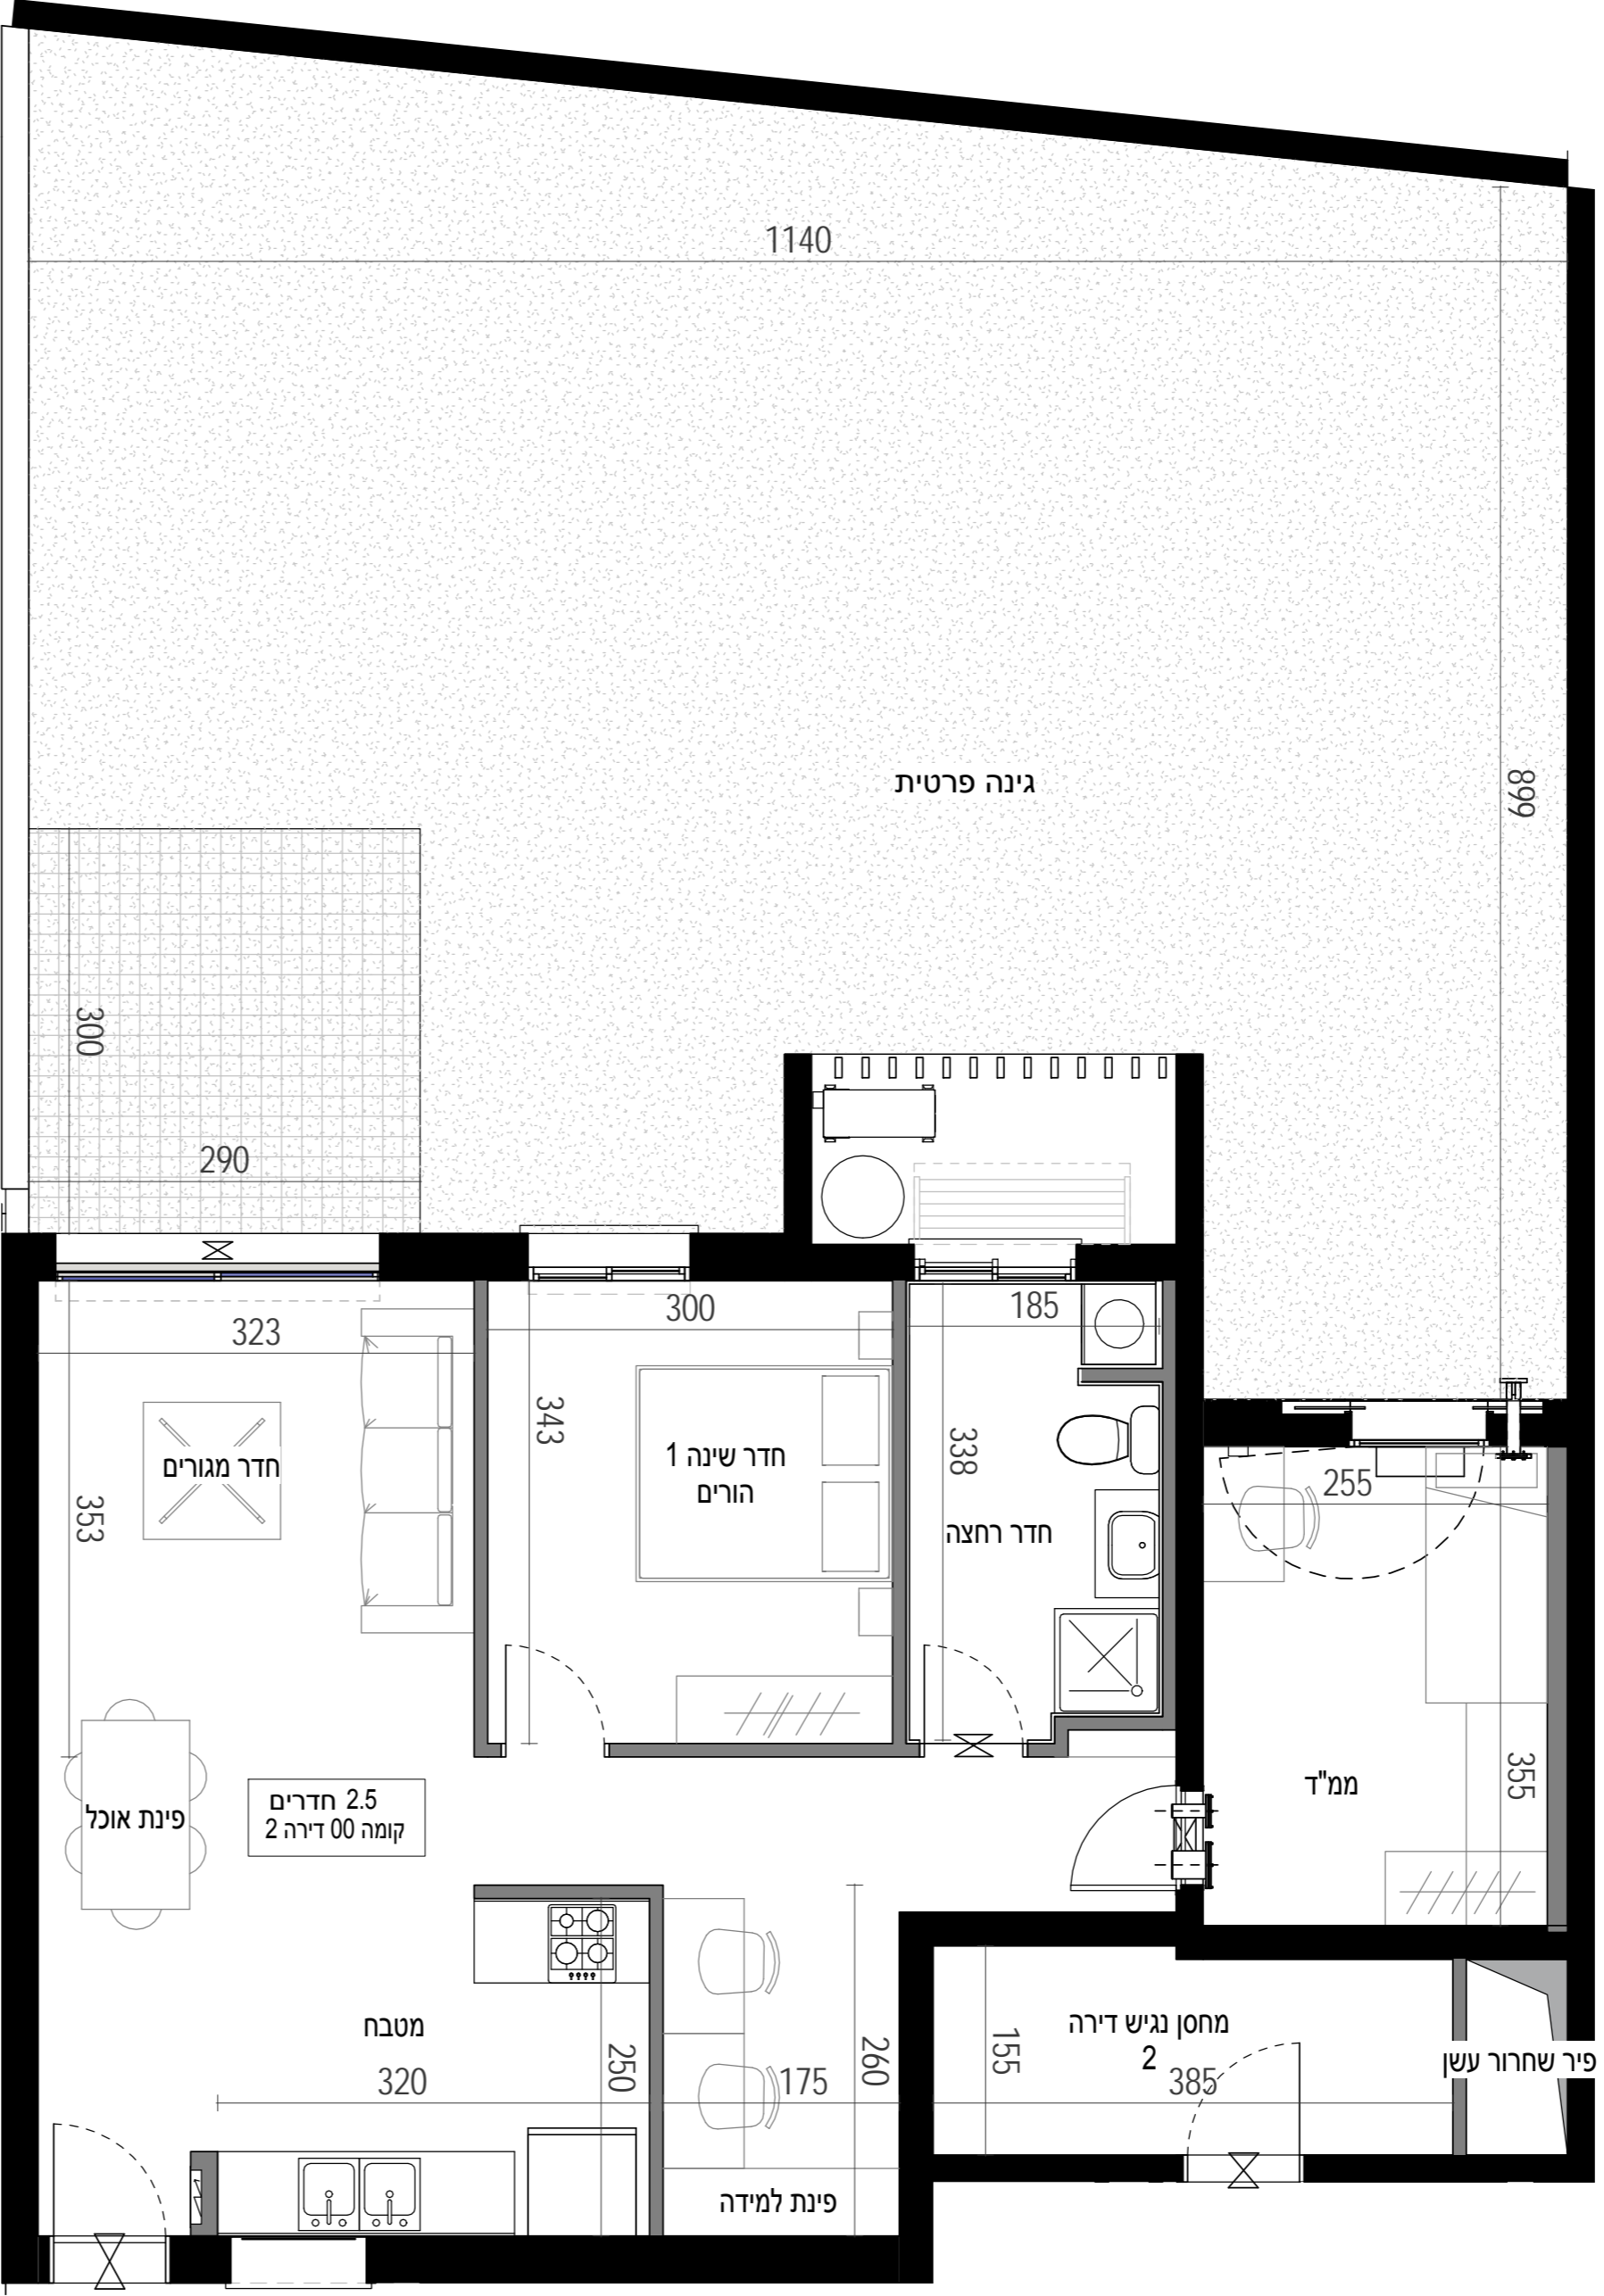 1140
גינה פרטית
899
300
290
323
300
185
343
338
353
חדר מגורים
חדר שינה 1
הורים
חדר רחצה
255
355
ממ"ד
פינת אוכל
2.5 חדרים
קומה 00 דירה 2
מטבח
320
250
175
260
פינת למידה
155
מחסן נגיש דירה
2
385
פיר שחרור עשן